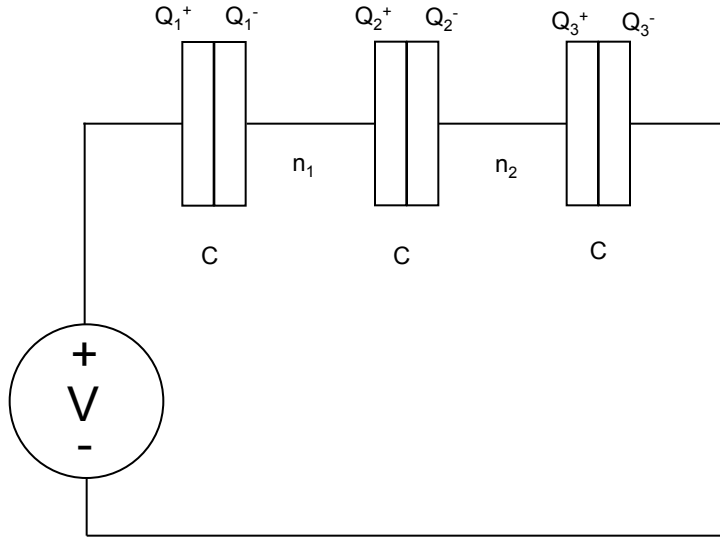 Q₁⁺ Q₁⁻ Q₂⁺ Q₂⁻ Q₃⁺ Q₃⁻
n₁ n₂
C C C
+
V
-